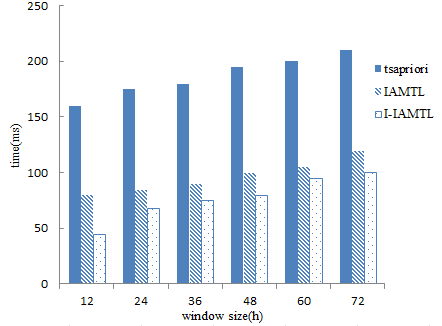 250
200
150
100
50
0
time(ms)
12 24 36 48 60 72
window size(h)
tsapriori
IAMTL
I-IAMTL